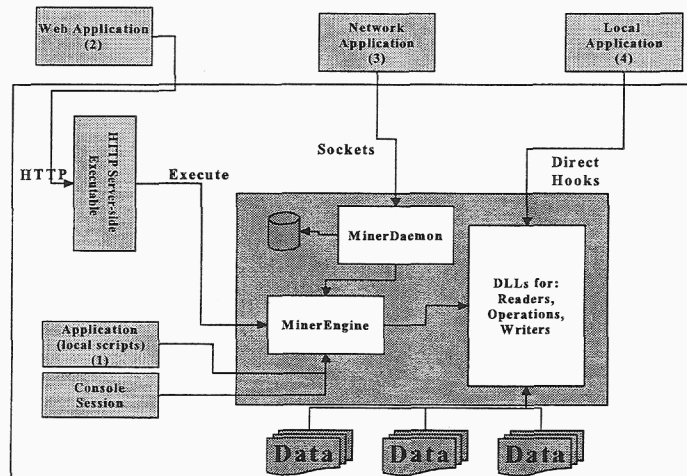 Web Application
(2)
Network
Application
(3)
Local
Application
(4)
HTTP
HTTP Server-side
Executable
Execute
Sockets
Direct
Hooks
MinerDaemon
MinerEngine
DLLs for:
Readers,
Operations,
Writers
Application
(local scripts)
(1)
Console
Session
Data
Data
Data